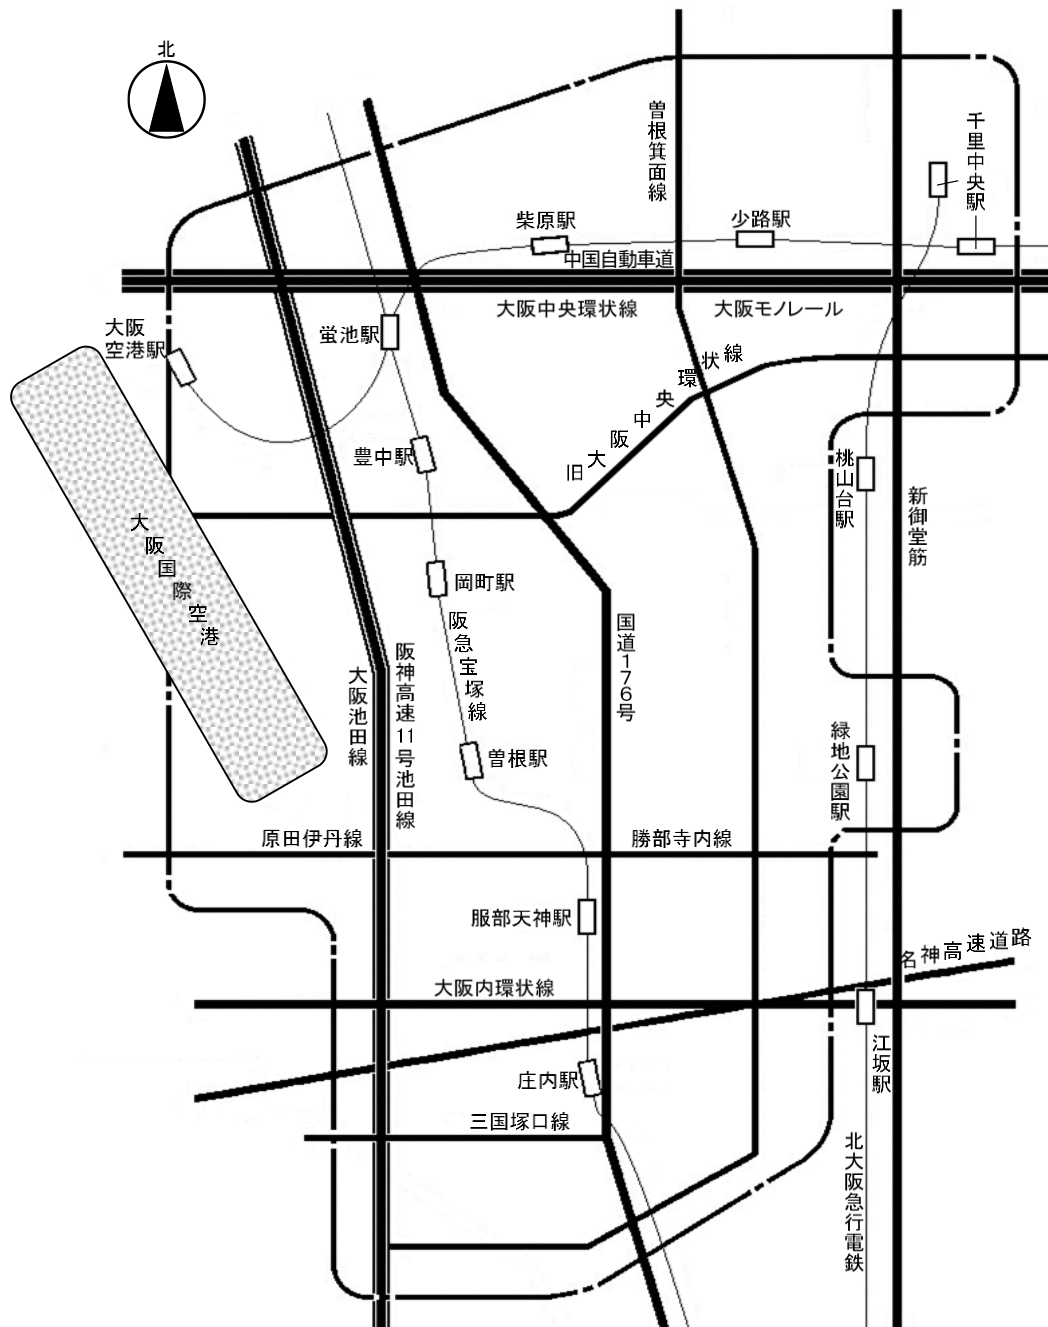 北
曽根箕面線
千里中央駅
柴原駅
少路駅
中国自動車道
大阪中央環状線
大阪モノレール
大阪
空港駅
蛍池駅
旧大阪中央環状線
豊中駅
桃山台駅
新御堂筋
大阪国際空港
岡町駅
阪急宝塚線
国道176号
大阪池田線
阪神高速11号池田線
曽根駅
緑地公園駅
原田伊丹線
勝部寺内線
服部天神駅
名神高速道路
大阪内環状線
江坂駅
庄内駅
三国塚口線
北大阪急行電鉄